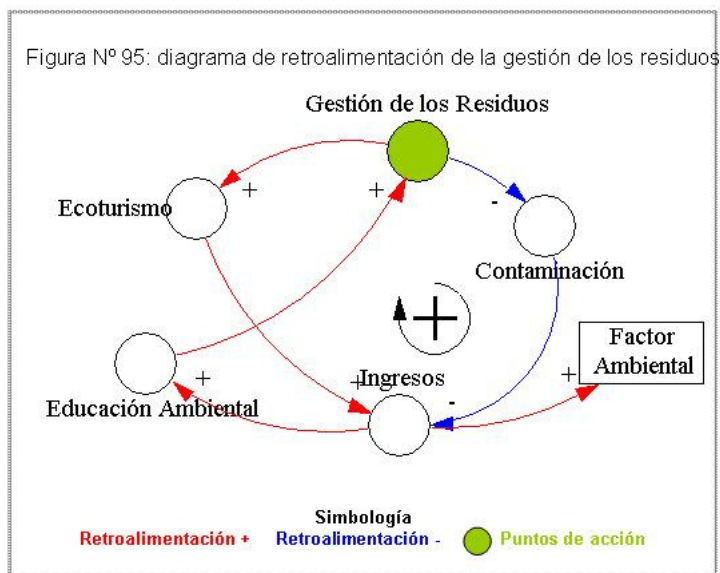 Figura Nº 95: diagrama de retroalimentación de la gestión de los residuos
Gestión de los Residuos
+
+
-
Ecoturismo
Contaminación
+
Factor
Ambiental
+
Ingresos
+
+
-
Educación Ambiental
Simbología
Retroalimentación +
Retroalimentación -
Puntos de acción